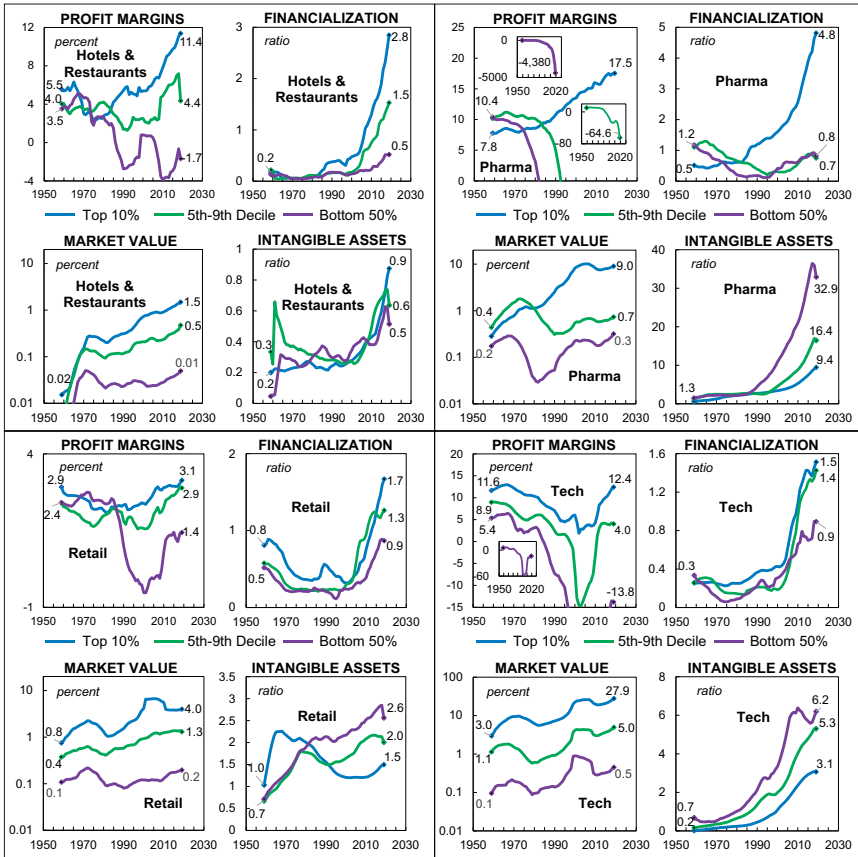 PROFIT MARGINS
percent
Hotels &
Restaurants
12
8
4
0
-4
5.5
4.0
3.5
11.4
4.4
-1.7
1950 1970 1990 2010 2030
FINANCIALIZATION
ratio
Hotels &
Restaurants
3
2
1
0
0.2
2.8
1.5
0.5
1950 1970 1990 2010 2030
Top 10% 5th-9th Decile Bottom 50%
MARKET VALUE
percent
Hotels &
Restaurants
10
1
0.1
0.01
0.02
1.5
0.5
0.01
1950 1970 1990 2010 2030
INTANGIBLE ASSETS
ratio
Hotels &
Restaurants
1
0.8
0.6
0.4
0.2
0
0.3
0.2
0.9
0.6
0.5
1950 1970 1990 2010 2030
PROFIT MARGINS
25
20
15
10
5
0
10.4
7.8
17.5
Pharma
0
-5000
-4,380
1950 2020
0
-80
-64.6
1950 2020
1950 1970 1990 2010 2030
FINANCIALIZATION
ratio
Pharma
5
4
3
2
1
0
1.2
0.5
4.8
0.8
0.7
1950 1970 1990 2010 2030
Top 10% 5th-9th Decile Bottom 50%
MARKET VALUE
percent
10
1
0.1
0.01
0.4
0.2
9.0
0.7
0.3
Pharma
1950 1970 1990 2010 2030
INTANGIBLE ASSETS
ratio
Pharma
40
30
20
10
0
1.3
32.9
16.4
9.4
1950 1970 1990 2010 2030
PROFIT MARGINS
percent
4
-1
2.9
2.4
3.1
2.9
1.4
Retail
1950 1970 1990 2010 2030
FINANCIALIZATION
ratio
Retail
2
1
0
0.8
0.5
1.7
1.3
0.9
1950 1970 1990 2010 2030
Top 10% 5th-9th Decile Bottom 50%
MARKET VALUE
percent
10
1
0.1
0.01
0.8
0.4
0.1
4.0
1.3
0.2
Retail
1950 1970 1990 2010 2030
INTANGIBLE ASSETS
ratio
Retail
3.5
3.0
2.5
2.0
1.5
1.0
0.5
0
1.0
0.7
2.6
2.0
1.5
1950 1970 1990 2010 2030
PROFIT MARGINS
percent
Tech
20
15
10
5
0
-5
-10
-15
11.6
8.9
5.4
12.4
4.0
-13.8
0
-60
1950 2020
1950 1970 1990 2010 2030
FINANCIALIZATION
ratio
Tech
1.6
1.2
0.8
0.4
0
0.3
1.5
1.4
0.9
1950 1970 1990 2010 2030
Top 10% 5th-9th Decile Bottom 50%
MARKET VALUE
percent
100
10
1
0.1
0.01
3.0
1.1
0.1
27.9
5.0
0.5
Tech
1950 1970 1990 2010 2030
INTANGIBLE ASSETS
ratio
Tech
8
6
4
2
0
0.7
0.2
6.2
5.3
3.1
1950 1970 1990 2010 2030